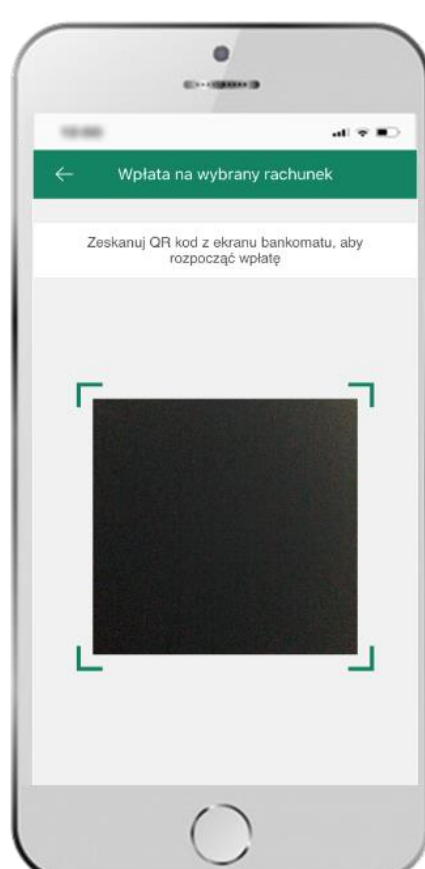 Wpłata na wybrany rachunek
Zeskanuj QR kod z ekranu bankomatu, aby
rozpocząć wpłatę